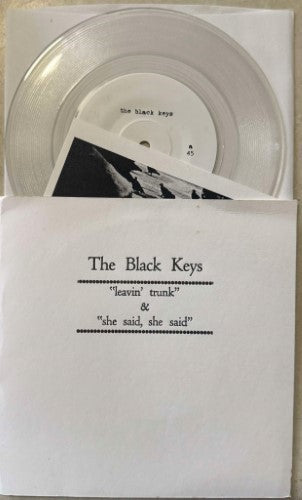 the black keys
a
45
The Black Keys
"leavin' trunk"
&
"she said, she said"